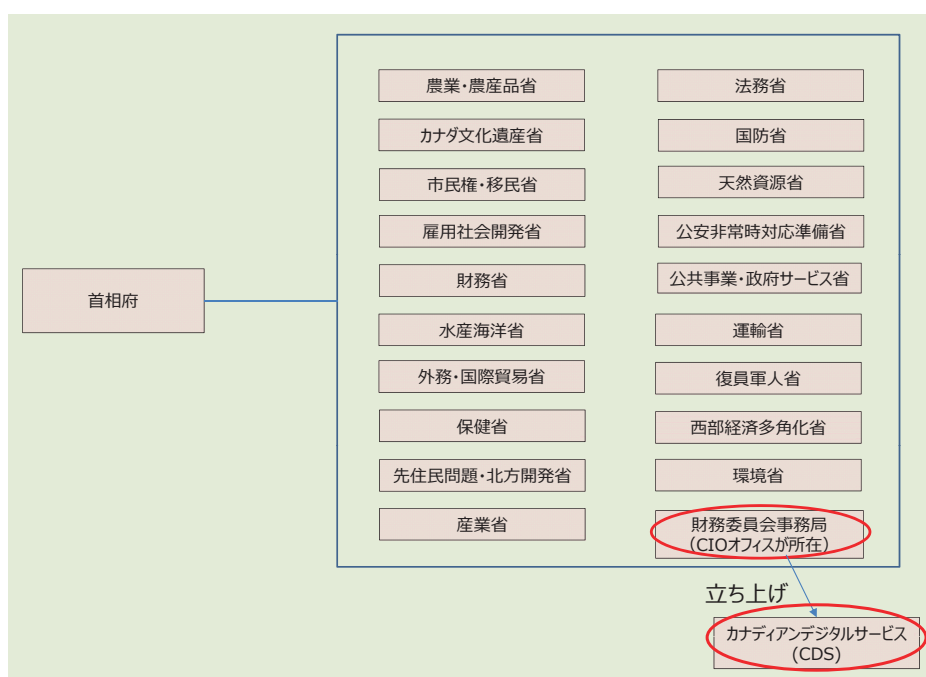 首相府
農業・農産品省
カナダ文化遺産省
市民権・移民省
雇用社会開発省
財務省
水産海洋省
外務・国際貿易省
保健省
先住民問題・北方開発省
産業省
法務省
国防省
天然資源省
公安非常時対応準備省
公共事業・政府サービス省
運輸省
復員軍人省
西部経済多角化省
環境省
財務委員会事務局
(CIOオフィスが所在)
立ち上げ
カナディアンデジタルサービス
(CDS)